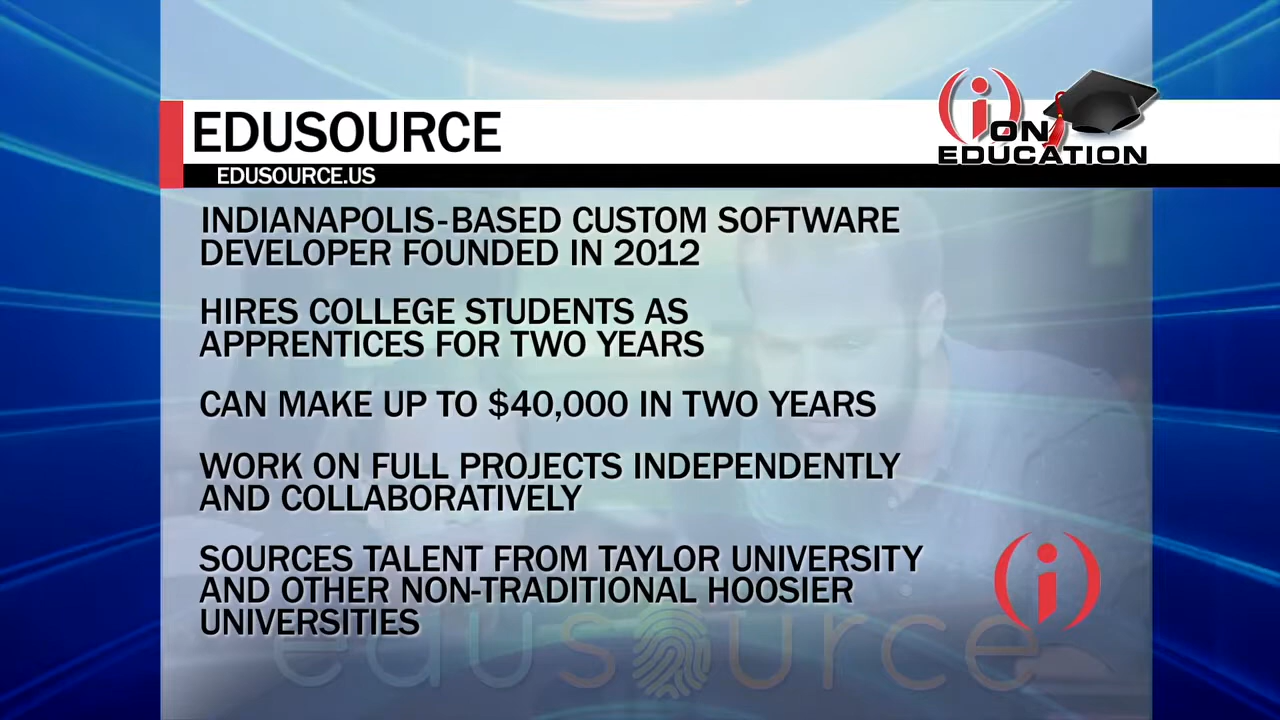 EDUSOURCE
(i) ON
EDUCATION
EDUSOURCE.US
INDIANAPOLIS-BASED CUSTOM SOFTWARE
DEVELOPER FOUNDED IN 2012
HIRES COLLEGE STUDENTS AS
APPRENTICES FOR TWO YEARS
CAN MAKE UP TO $40,000 IN TWO YEARS
WORK ON FULL PROJECTS INDEPENDENTLY
AND COLLABORATIVELY
SOURCES TALENT FROM TAYLOR UNIVERSITY
AND OTHER NON-TRADITIONAL HOOSIER
UNIVERSITIES
(i)
edusource